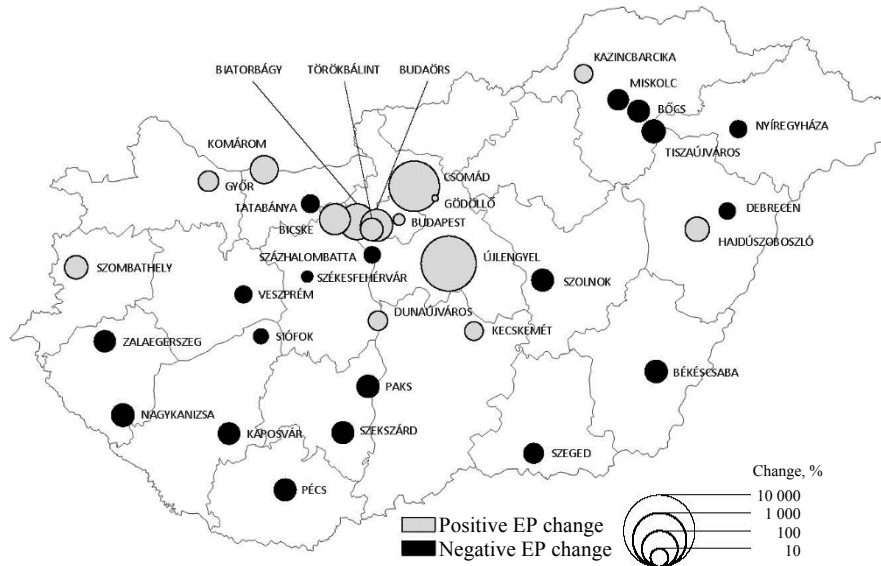 KAZINCBARCIKA
BIATORBÁGY TÖRÖKBÁLINT BUDAÖRS
MISKOLC
BŐCS
NYÍREGYHÁZA
TISZAÚJVÁROS
KOMÁROM
CSOMÁD
GYŐR
GÖDÖLLŐ
TATABÁNYA
DEBRECEN
BUDAPEST
BICSKE
HAJDÚSZOBOSZLÓ
SZÁZHALOMBATTA
ÚJLENGYEL
SZOMBATHELY
SZÉKESFEHÉRVÁR
SZOLNOK
VESZPRÉM
DUNAÚJVÁROS
KECSKEMÉT
SIÓFOK
ZALAEGERSZEG
BÉKÉSCSABA
PAKS
NAGYKANIZSA
KAPOSVÁR
SZEKSZÁRD
SZEGED
PÉCS
Change, %
10 000
1 000
100
10
Positive EP change
Negative EP change